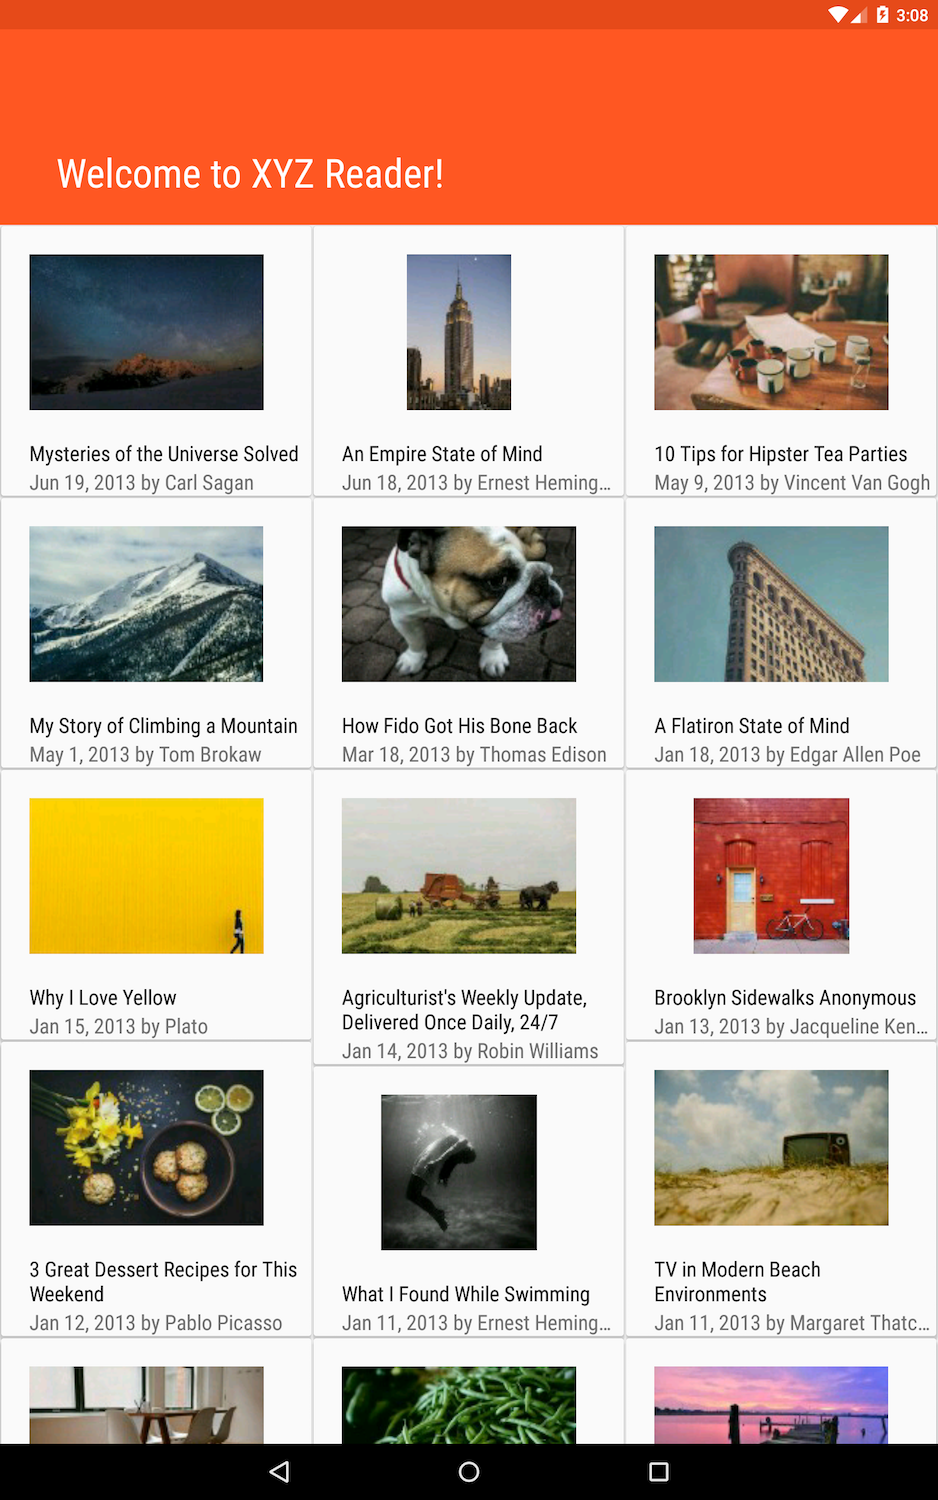 3:08
Welcome to XYZ Reader!
Mysteries of the Universe Solved
Jun 19, 2013 by Carl Sagan
An Empire State of Mind
Jun 18, 2013 by Ernest Heming...
10 Tips for Hipster Tea Parties
May 9, 2013 by Vincent Van Gogh
My Story of Climbing a Mountain
May 1, 2013 by Tom Brokaw
How Fido Got His Bone Back
Mar 18, 2013 by Thomas Edison
A Flatiron State of Mind
Jan 18, 2013 by Edgar Allen Poe
Why I Love Yellow
Jan 15, 2013 by Plato
Agriculturist's Weekly Update,
Delivered Once Daily, 24/7
Jan 14, 2013 by Robin Williams
Brooklyn Sidewalks Anonymous
Jan 13, 2013 by Jacqueline Ken...
3 Great Dessert Recipes for This
Weekend
Jan 12, 2013 by Pablo Picasso
What I Found While Swimming
Jan 11, 2013 by Ernest Heming...
TV in Modern Beach
Environments
Jan 11, 2013 by Margaret Thatc...